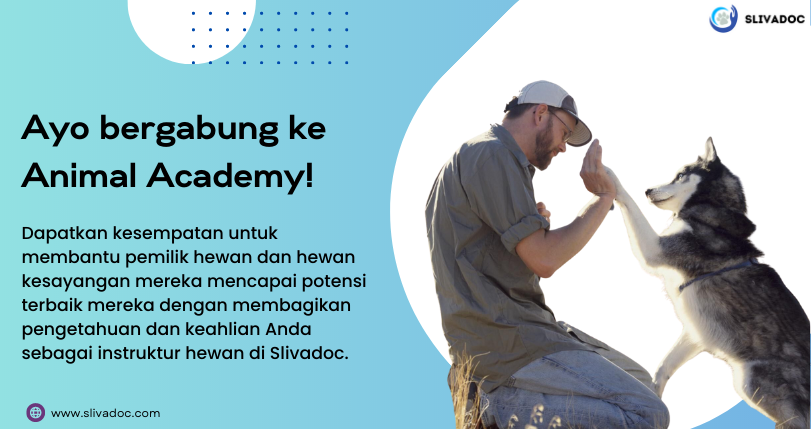 SLIVADOC
Ayo bergabung ke
Animal Academy!
Dapatkan kesempatan untuk
membantu pemilik hewan dan hewan
kesayangan mereka mencapai potensi
terbaik mereka dengan membagikan
pengetahuan dan keahlian Anda
sebagai instruktur hewan di Slivadoc.
www.slivadoc.com